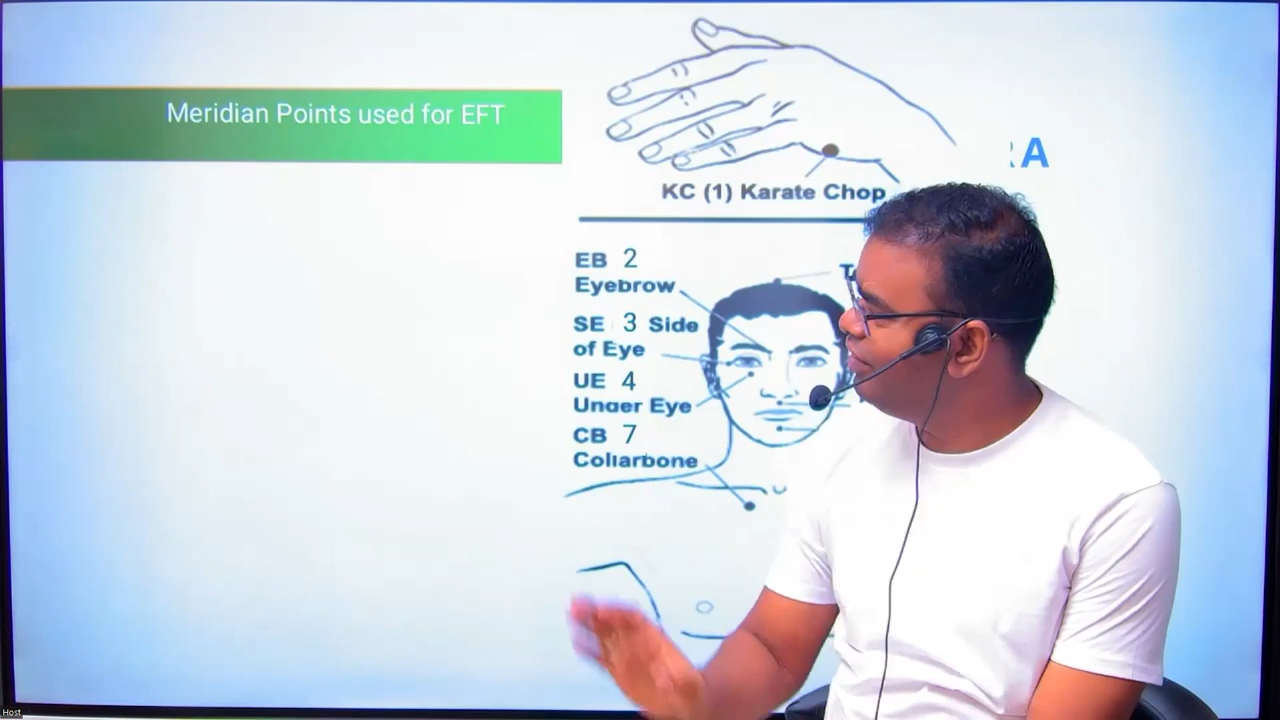 Meridian Points used for EFT
A
KC (1) Karate Chop
EB 2
Eyebrow
SE 3 Side
of Eye
UE 4
Under Eye
CB 7
Collarbone
Host